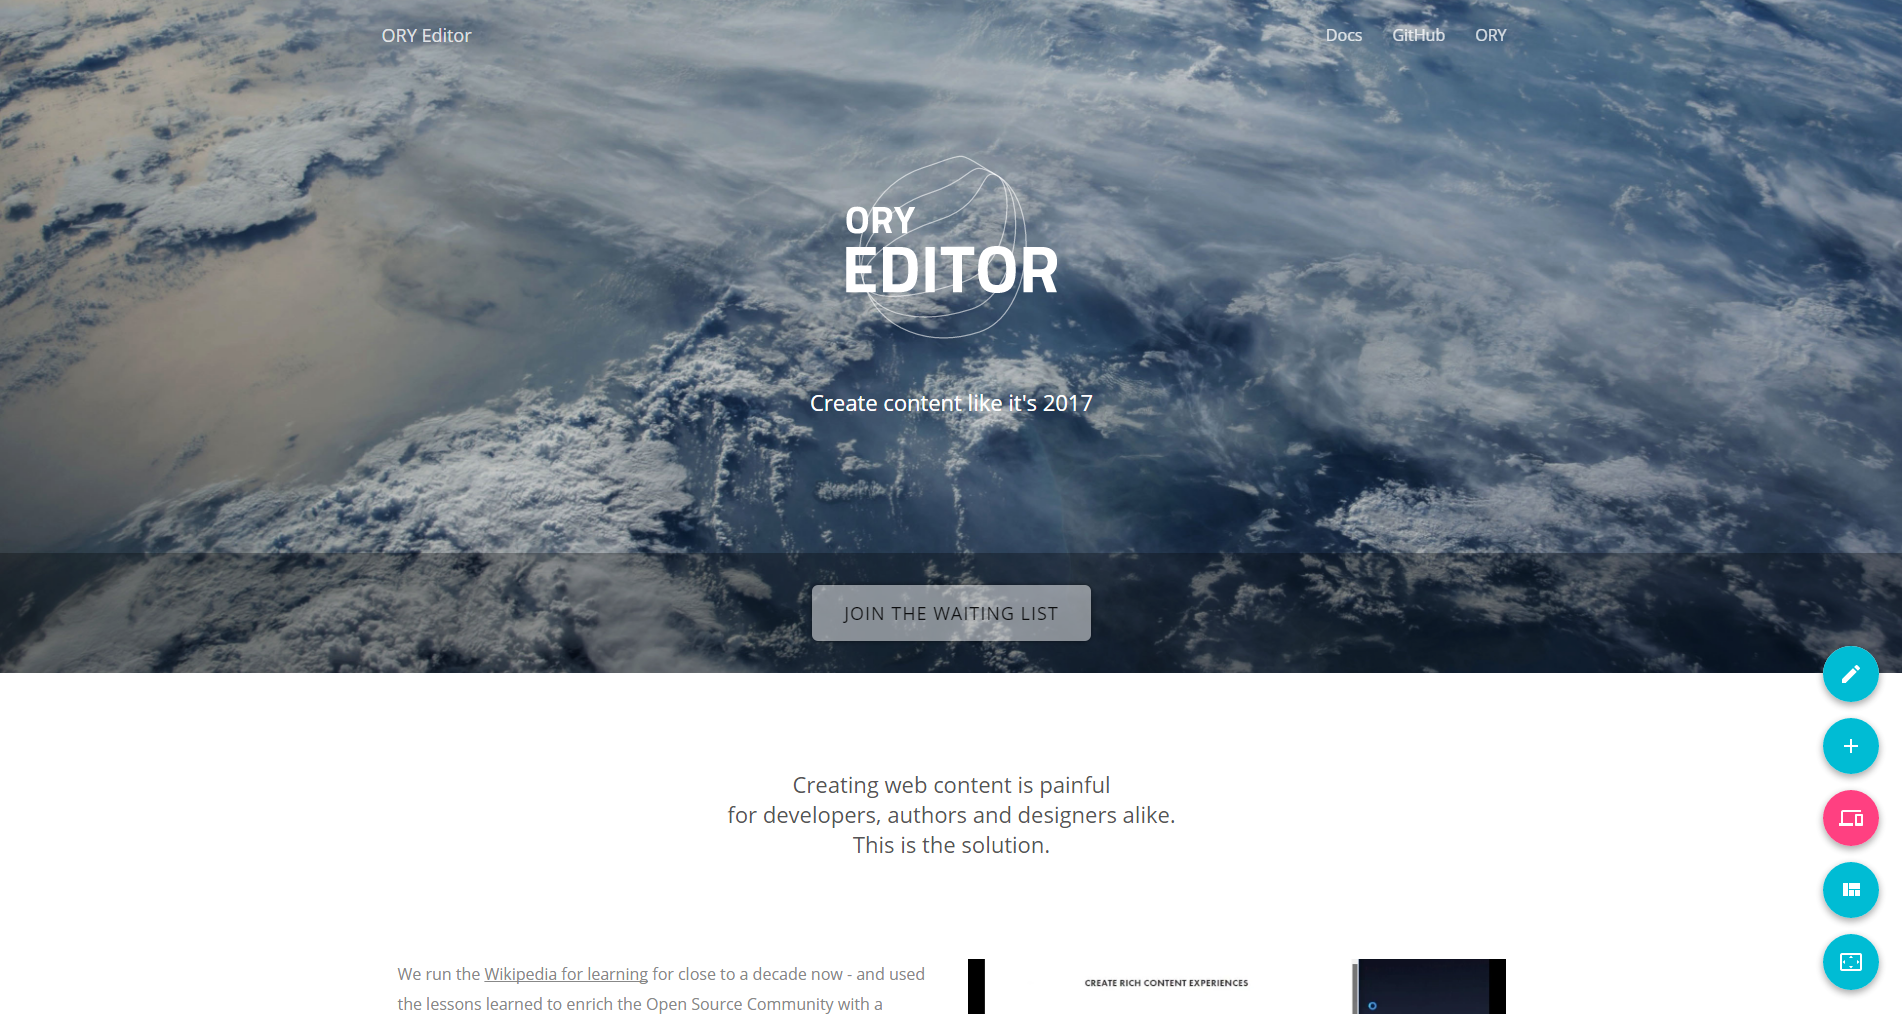 ORY Editor
Docs GitHub ORY
ORY
EDITOR
Create content like it's 2017
JOIN THE WAITING LIST
Creating web content is painful
for developers, authors and designers alike.
This is the solution.
We run the Wikipedia for learning for close to a decade now - and used
the lessons learned to enrich the Open Source Community with a
CREATE RICH CONTENT EXPERIENCES